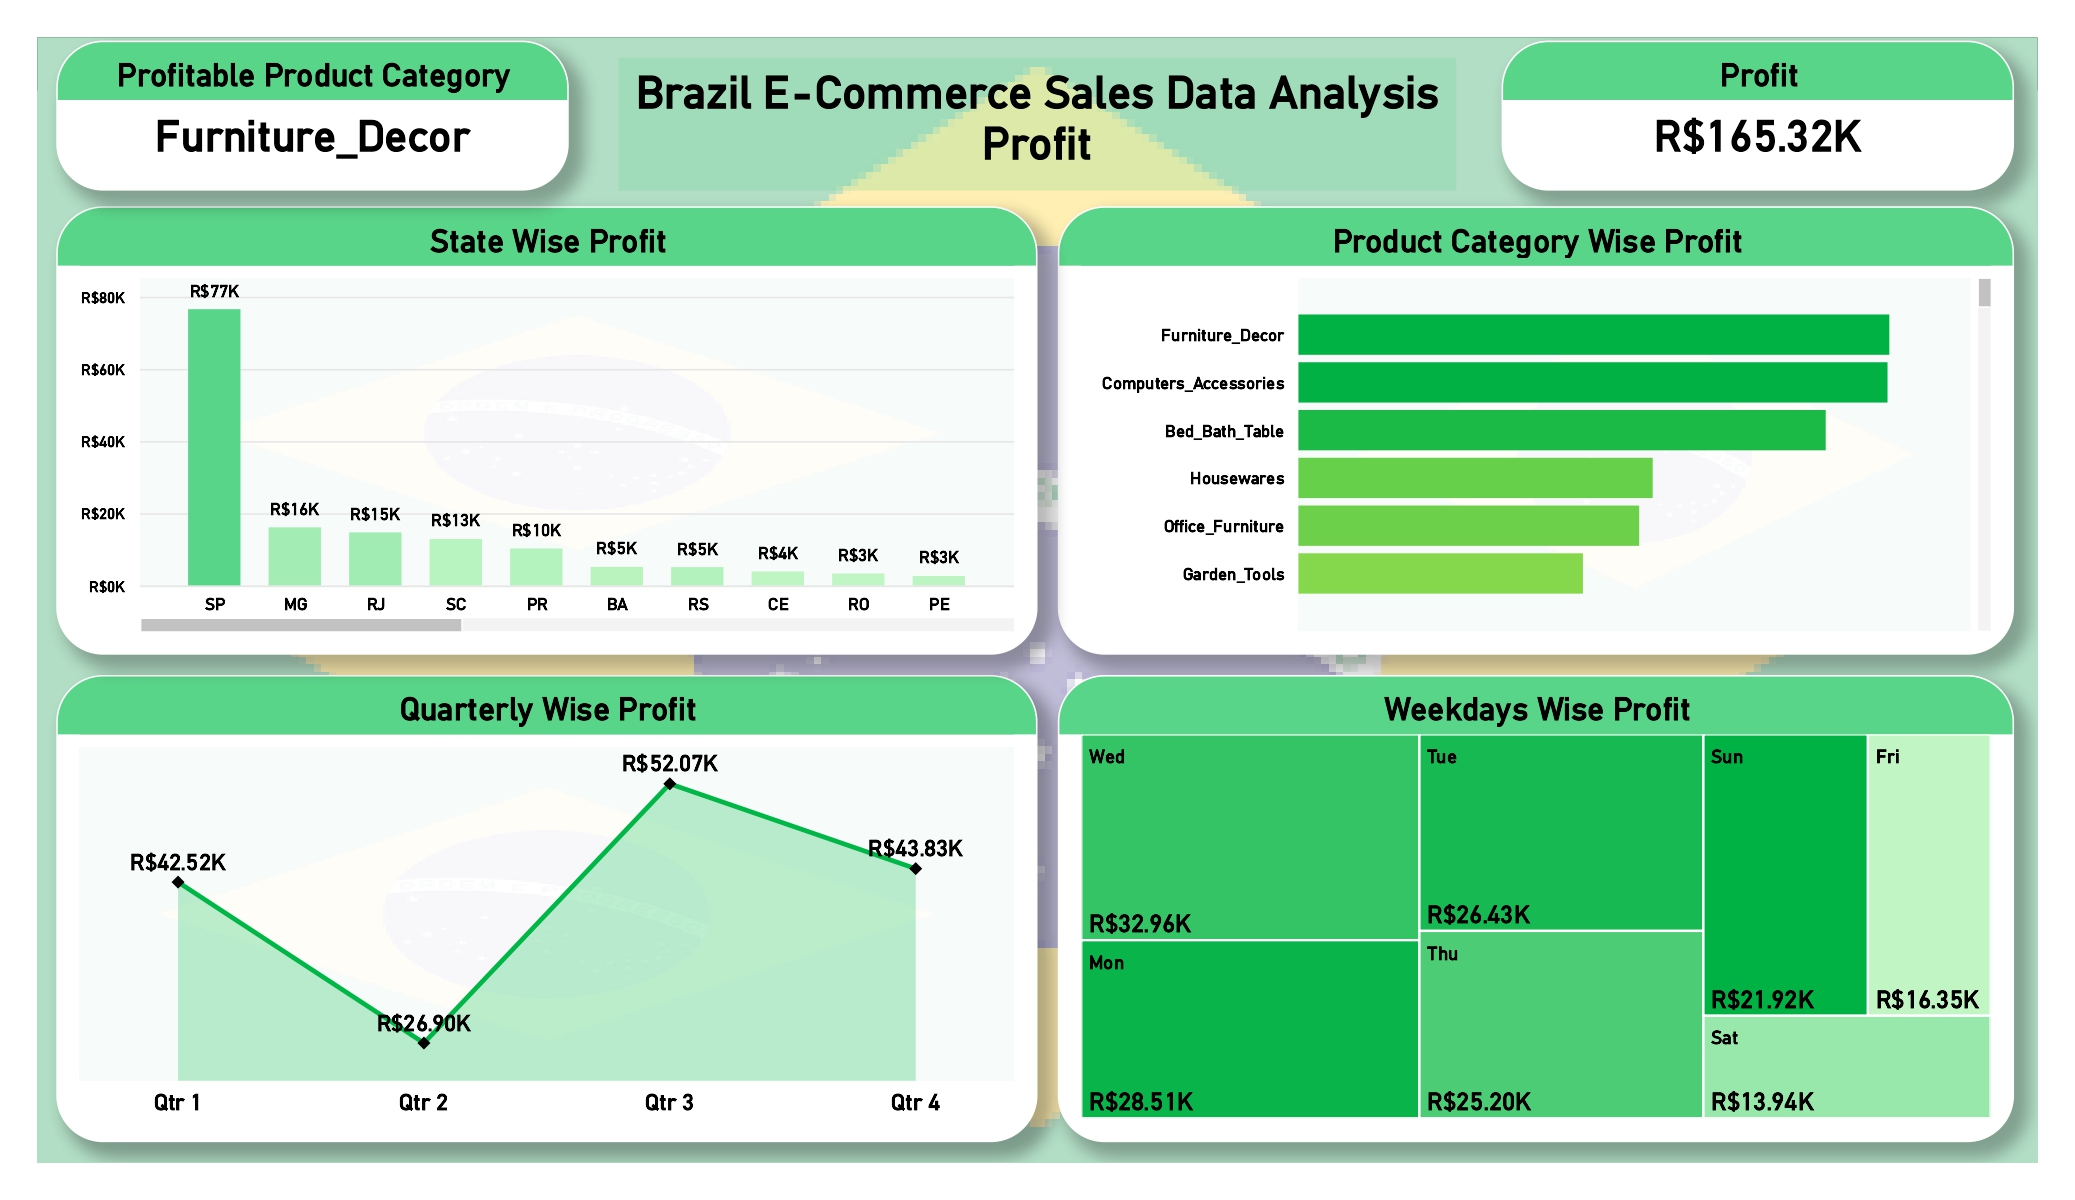 Profitable Product Category
Furniture_Decor
Brazil E-Commerce Sales Data Analysis
Profit
Profit
R$165.32K
State Wise Profit
R$80K
R$60K
R$40K
R$20K
R$0K
R$77K
R$16K
R$15K
R$13K
R$10K
R$5K
R$5K
R$4K
R$3K
R$3K
SP MG RJ SC PR BA RS CE RO PE
Product Category Wise Profit
Furniture_Decor
Computers_Accessories
Bed_Bath_Table
Housewares
Office_Furniture
Garden_Tools
Quarterly Wise Profit
R$42.52K
R$26.90K
R$52.07K
R$43.83K
Qtr 1 Qtr 2 Qtr 3 Qtr 4
Weekdays Wise Profit
Wed
R$32.96K
Mon
R$28.51K
Tue
R$26.43K
Thu
R$25.20K
Sun
R$21.92K
Fri
R$16.35K
Sat
R$13.94K